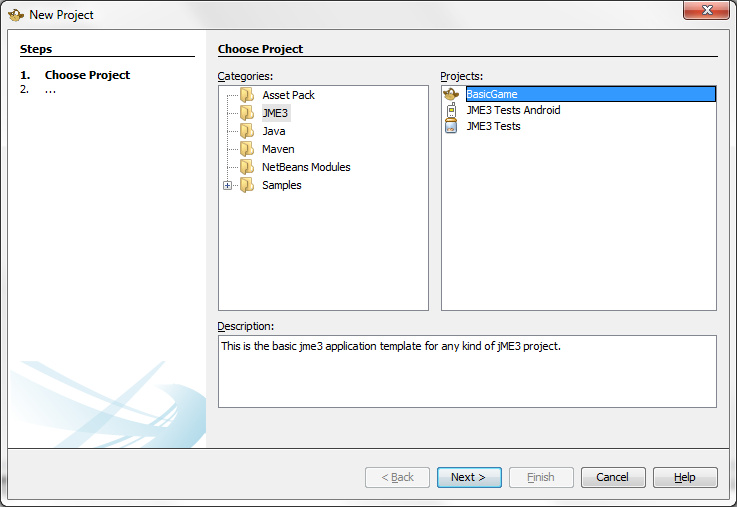 New Project
Steps
1. Choose Project
2. ...
Choose Project
Categories:
Asset Pack
JME3
Java
Maven
NetBeans Modules
Samples
Projects:
BasicGame
JME3 Tests Android
JME3 Tests
Description:
This is the basic jme3 application template for any kind of jME3 project.
< Back
Next >
Finish
Cancel
Help